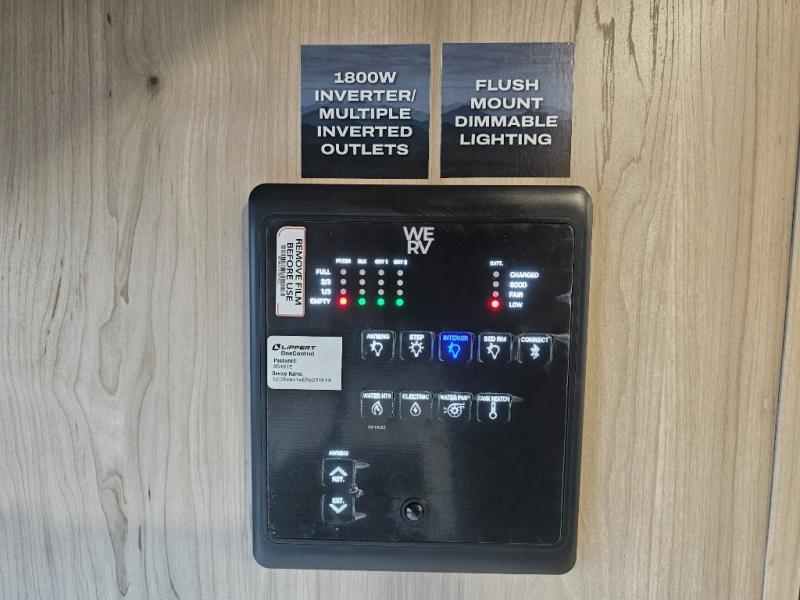 1800W
INVERTER/
MULTIPLE
INVERTED
OUTLETS
FLUSH
MOUNT
DIMMABLE
LIGHTING
WE
RV
REMOVE FILM
BEFORE USE
FRESH BLK GRY 1 GRY 2
FULL
2/3
1/3
EMPTY
BATT.
CHARGED
GOOD
FAIR
LOW
LIPPERT
OneControl
Password:
Device Name:
AWNING STEP INTERIOR BED RM CONNECT
WATER HTR ELECTRIC WATER PMP TANK HEATER
AWNING
RET.
EXT.